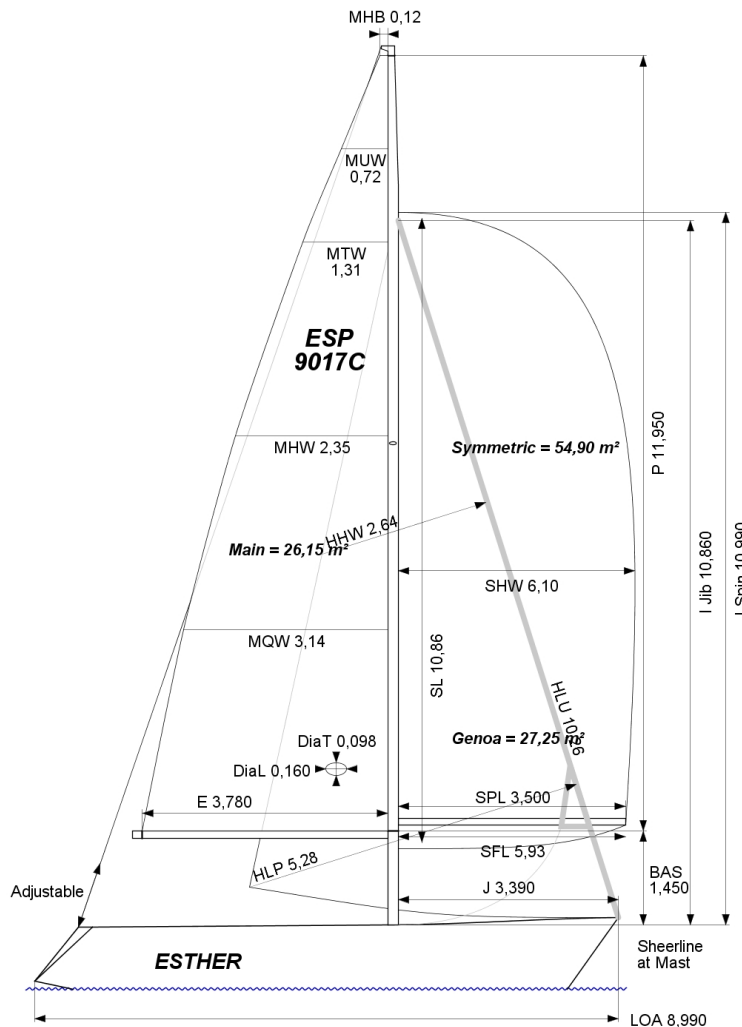 MHB 0,12
MUW
0,72
MTW
1,31
ESP
9017C
MHW 2,35
Symmetric = 54,90 m²
P 11,950
HHW 2,64
Main = 26,15 m²
I Jib 10,860
SHW 6,10
MQW 3,14
SL 10,86
HLU
DiaT 0,098
Genoa = 27,25 m²
DiaL 0,160
E 3,780
SPL 3,500
SFL 5,93
HLP 5,28
BAS
1,450
J 3,390
Adjustable
Sheerline
at Mast
ESTHER
LOA 8,990